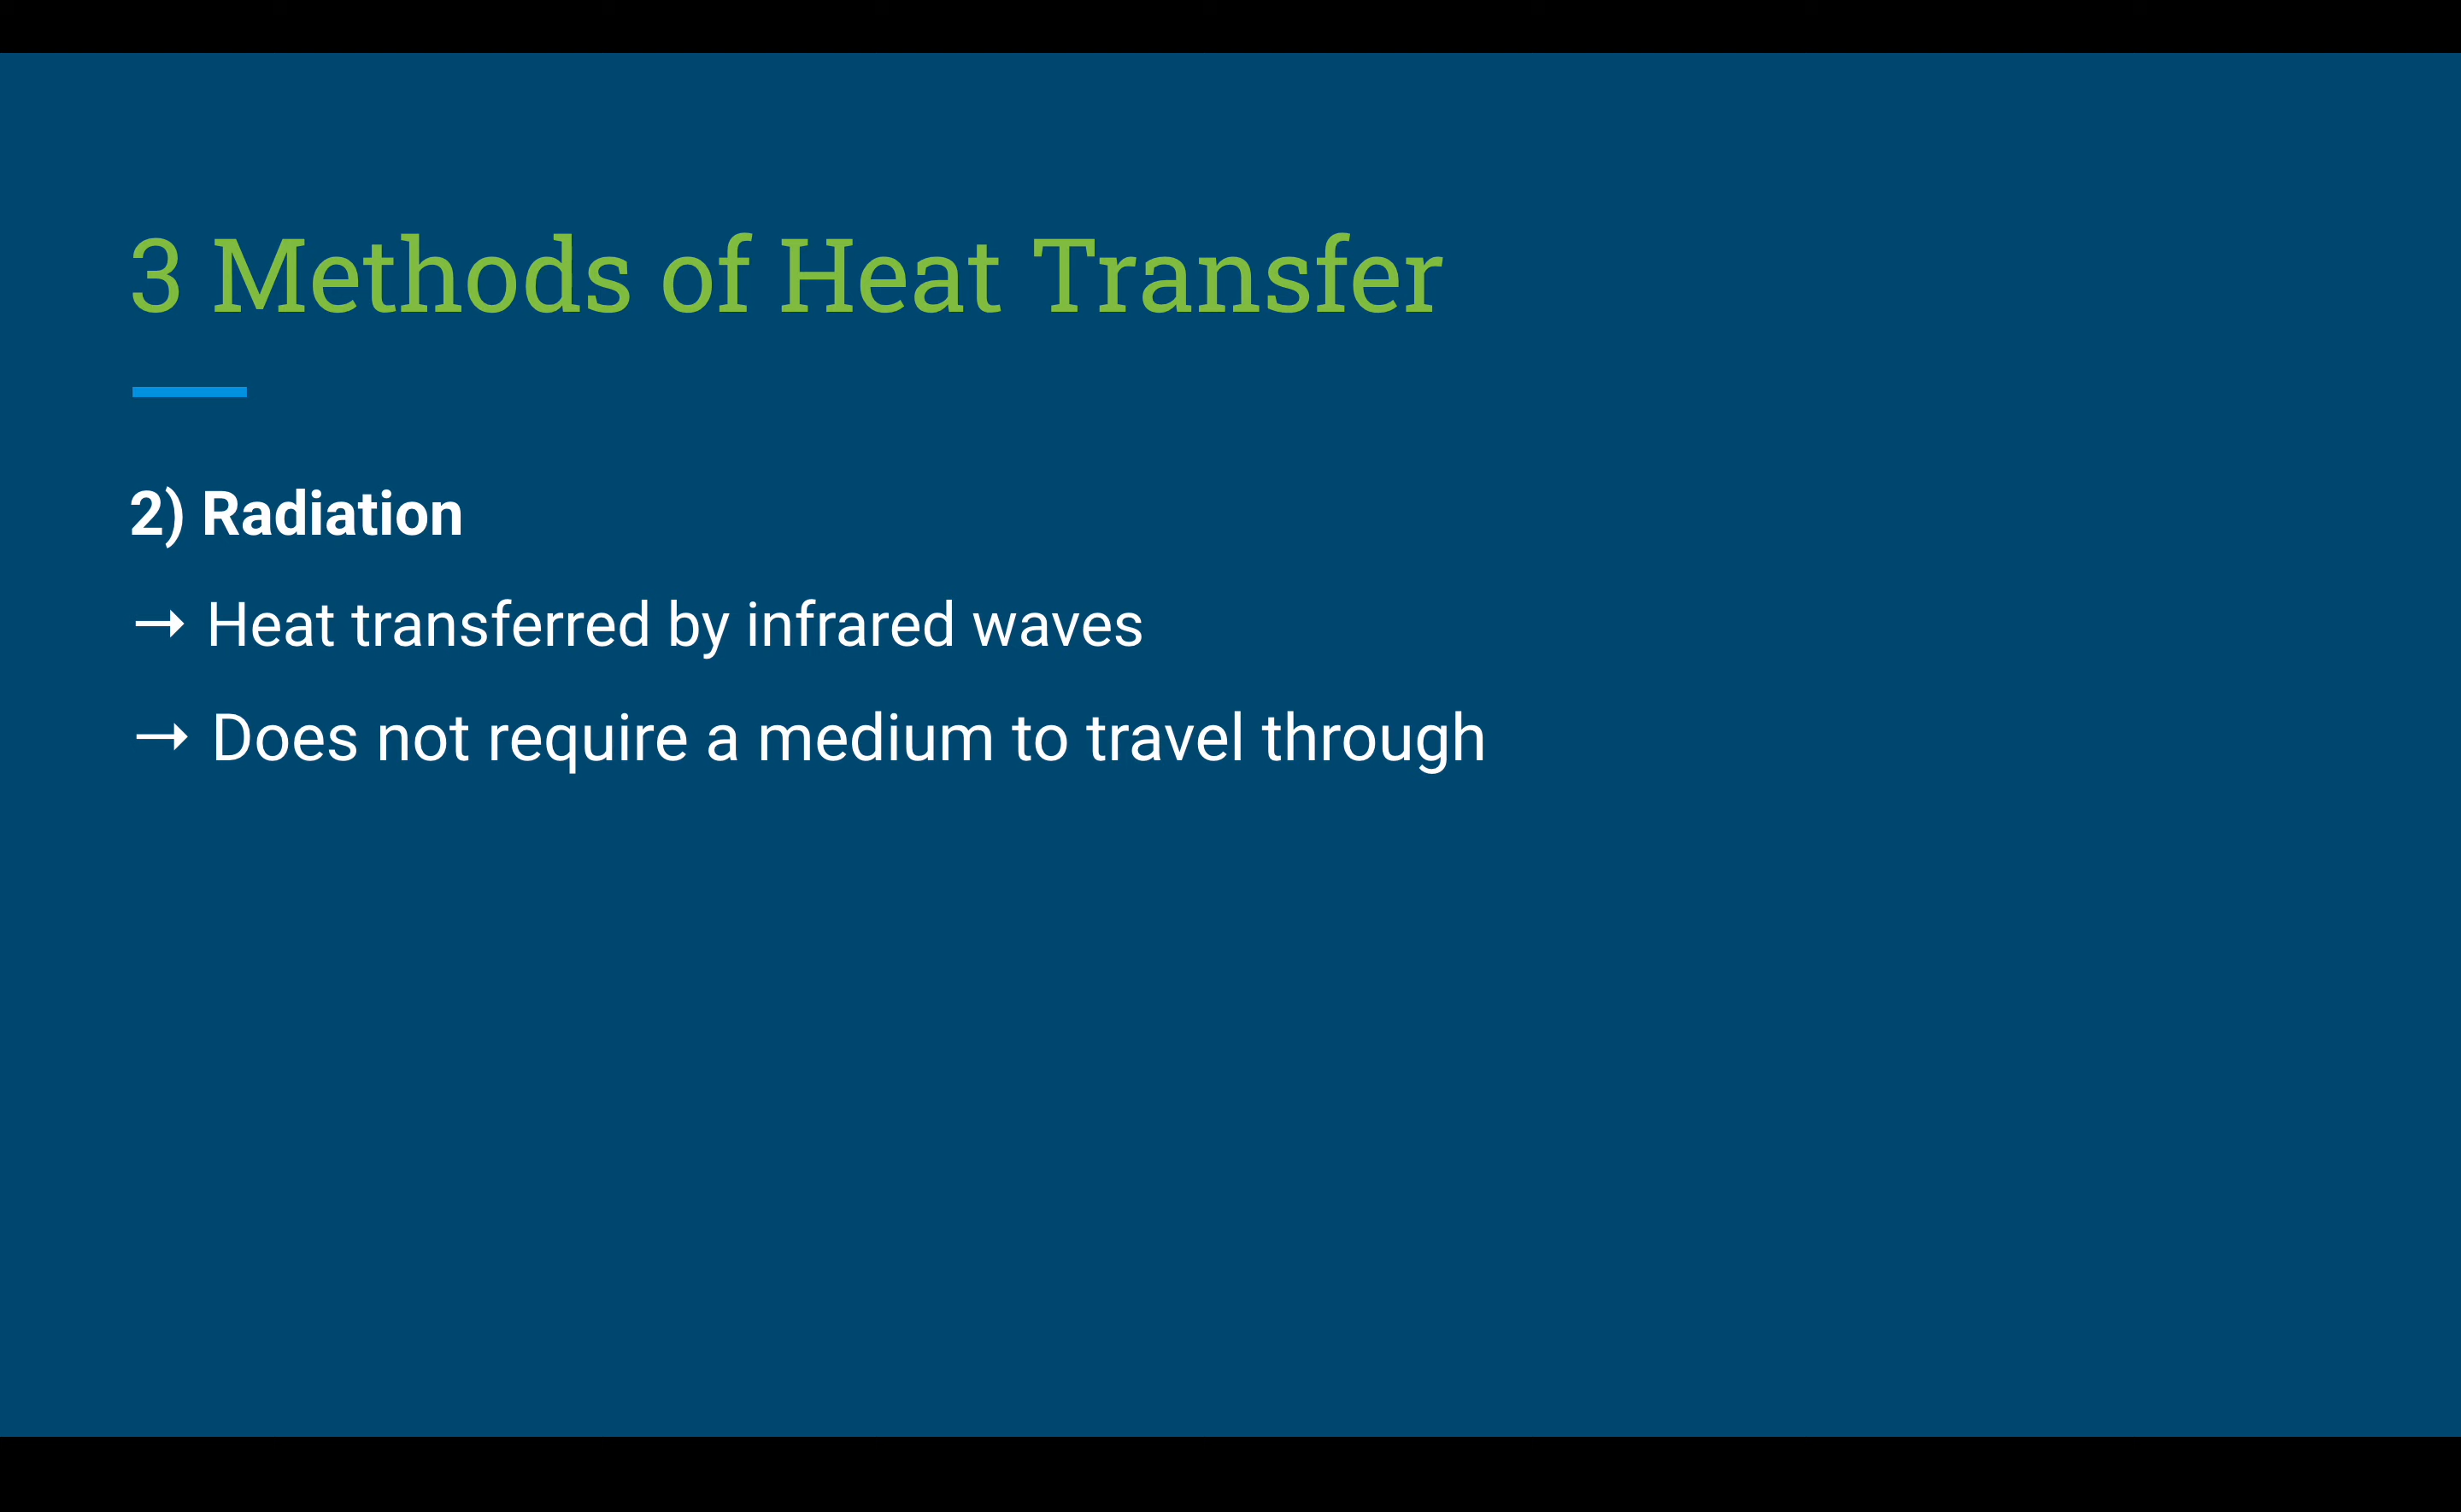 3 Methods of Heat Transfer
2) Radiation
→ Heat transferred by infrared waves
→ Does not require a medium to travel through